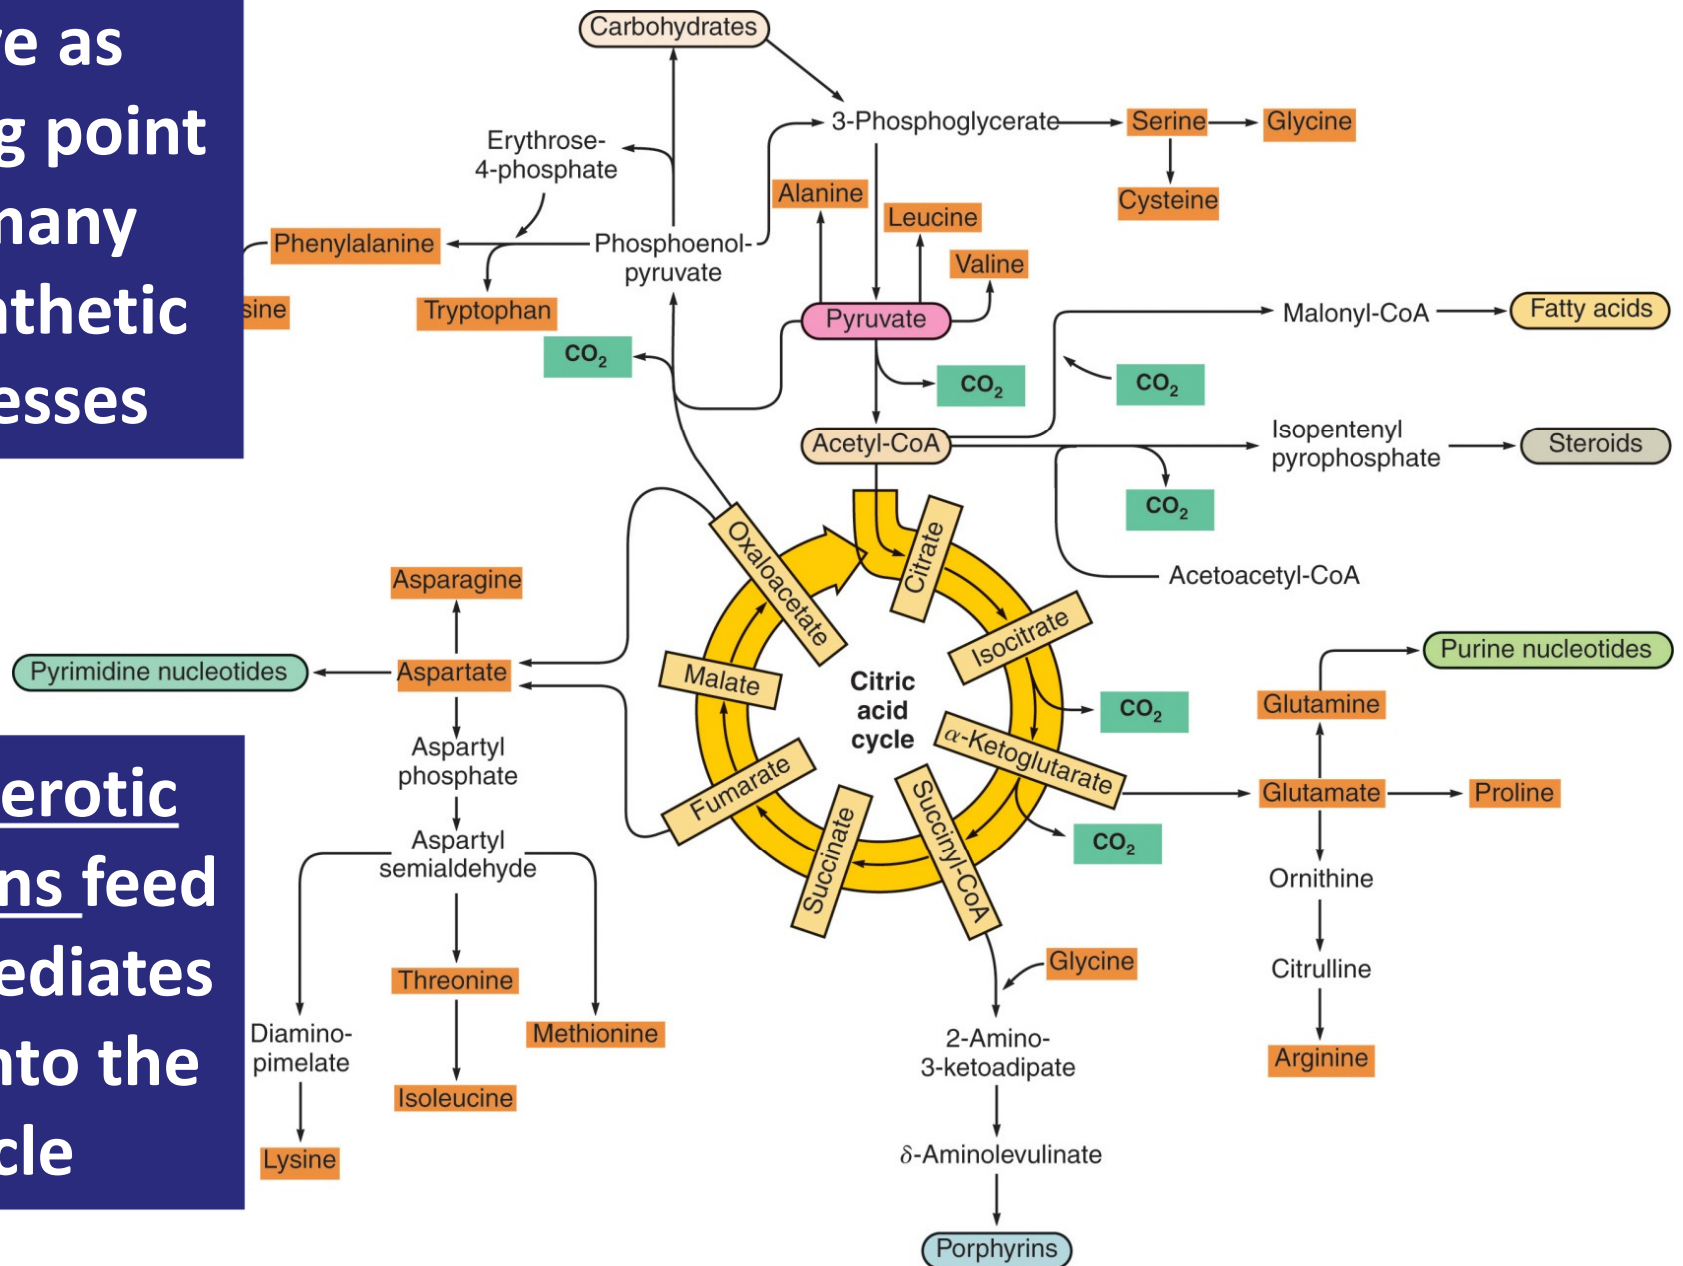 re as
g point
many
nthetic
esses
erotic
ns feed
ediates
nto the
cle
Carbohydrates
3-Phosphoglycerate
Serine
Glycine
Cysteine
Erythrose-
4-phosphate
Alanine
Leucine
Valine
Phenylalanine
Phosphoenol-
pyruvate
sine
Tryptophan
Pyruvate
Malonyl-CoA
Fatty acids
CO2
CO2
CO2
Acetyl-CoA
Isopentenyl
pyrophosphate
Steroids
CO2
Acetoacetyl-CoA
Oxaloacetate
Citrate
Isocitrate
α-Ketoglutarate
Succinyl-CoA
Succinate
Fumarate
Malate
Citric
acid
cycle
CO2
CO2
Asparagine
Aspartate
Pyrimidine nucleotides
Aspartyl
phosphate
Aspartyl
semialdehyde
Threonine
Methionine
Isoleucine
Diamino-
pimelate
Lysine
Purine nucleotides
Glutamine
Glutamate
Proline
Ornithine
Citrulline
Arginine
Glycine
2-Amino-
3-ketoadipate
δ-Aminolevulinate
Porphyrins